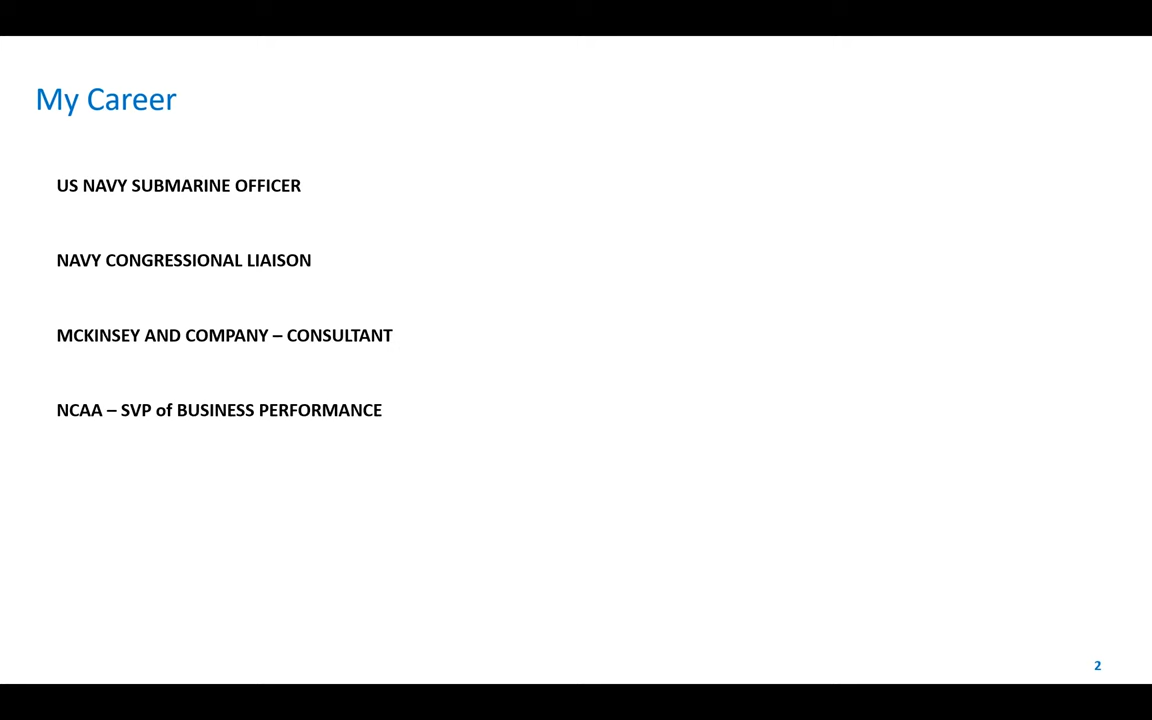 My Career
US NAVY SUBMARINE OFFICER
NAVY CONGRESSIONAL LIAISON
MCKINSEY AND COMPANY – CONSULTANT
NCAA – SVP of BUSINESS PERFORMANCE
2